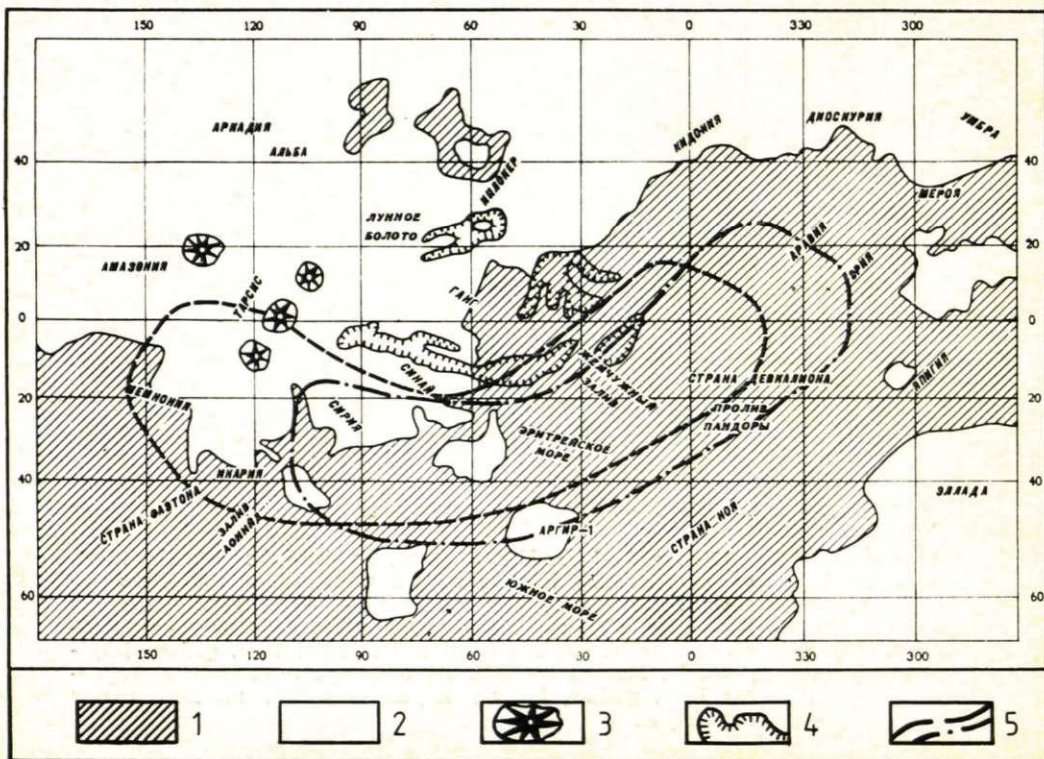 150 120 90 60 30 0 330 300
ДИОСКУРИЯ
УМБРА
КИДОНИЯ
АРКАДИЯ
АЛЬБА
40 40
НИЛОКЕР
МЕРОЯ
ЛУННОЕ
БОЛОТО
20 20
АРАВИЯ
АМАЗОНИЯ
ЭРИЯ
ТАРСИС
ГАНГ
0 0
ЖЕМЧУЖНЫЙ
ЗАЛИВ
СИНАЙ
СТРАНА ДЕВКАЛИОНА
ЯПИГИЯ
МЕМНОНИЯ
20 20
СИРИЯ
ПРОЛИВ
ПАНДОРЫ
ЭРИТРЕЙСКОЕ
МОРЕ
ИКАРИЯ
40 40
ЭЛЛАДА
СТРАНА ФАЭТОНА
ЗАЛИВ
АОНИЯ
АРГИР-1
СТРАНА НОЯ
ЮЖНОЕ МОРЕ
60 60
150 120 90 60 30 0 330 300
1 2 3 4 5